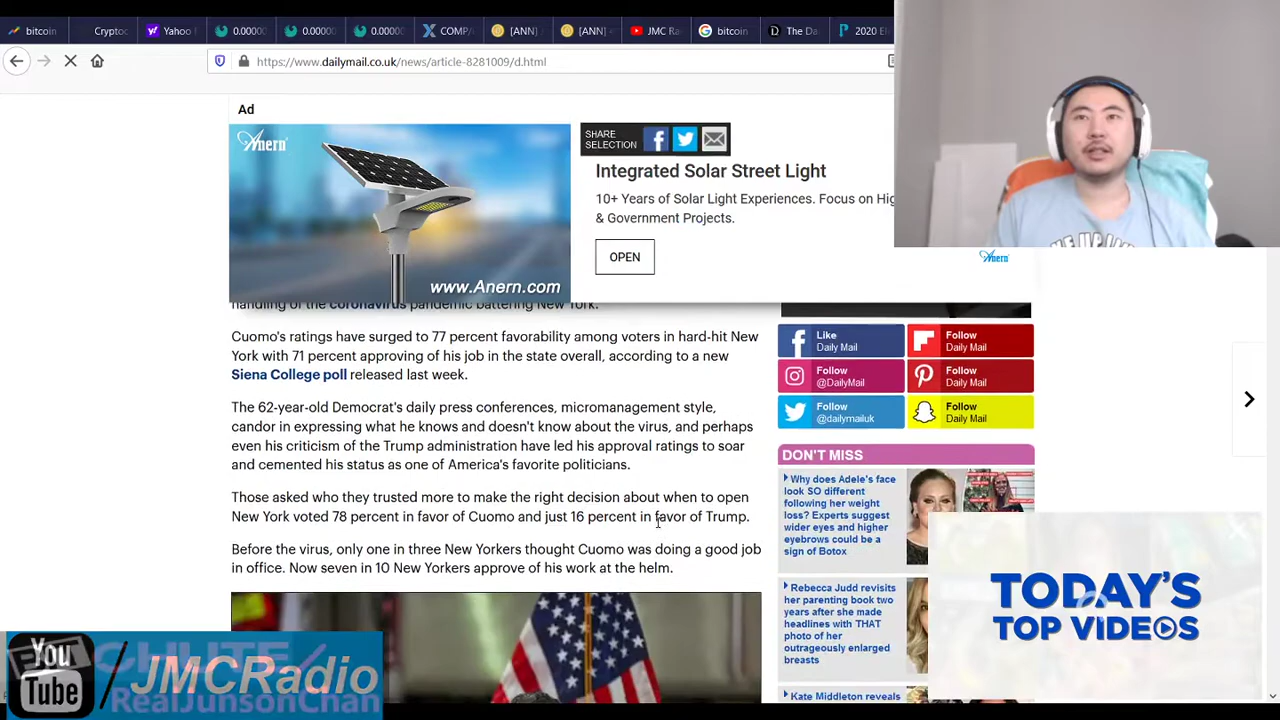 bitcoin
Cryptoc
Yahoo
0.00000
0.00000
0.00000
COMP/
[ANN]
[ANN]
JMC Ra
bitcoin
The Da
2020 El
https://www.dailymail.co.uk/news/article-8281009/d.html
Ad
Anern
www.Anern.com
SHARE
SELECTION
Integrated Solar Street Light
10+ Years of Solar Light Experiences. Focus on Hig
& Government Projects.
OPEN
Anern
handling of the coronavirus pandemic battering New York.
Cuomo's ratings have surged to 77 percent favorability among voters in hard-hit New
York with 71 percent approving of his job in the state overall, according to a new
Siena College poll released last week.
The 62-year-old Democrat's daily press conferences, micromanagement style,
candor in expressing what he knows and doesn't know about the virus, and perhaps
even his criticism of the Trump administration have led his approval ratings to soar
and cemented his status as one of America's favorite politicians.
Those asked who they trusted more to make the right decision about when to open
New York voted 78 percent in favor of Cuomo and just 16 percent in favor of Trump.
Before the virus, only one in three New Yorkers thought Cuomo was doing a good job
in office. Now seven in 10 New Yorkers approve of his work at the helm.
Like
Daily Mail
Follow
Daily Mail
Follow
@DailyMail
Follow
Daily Mail
Follow
@dailymailuk
Follow
Daily Mail
DON'T MISS
Why does Adele's face
look SO different
following her weight
loss? Experts suggest
wider eyes and higher
eyebrows could be a
sign of Botox
Rebecca Judd revisits
her parenting book two
years after she made
headlines with THAT
photo of her
outrageously enlarged
breasts
Kate Middleton reveals
TODAY'S
TOP VIDEOS
You
Tube
/JMCRadio